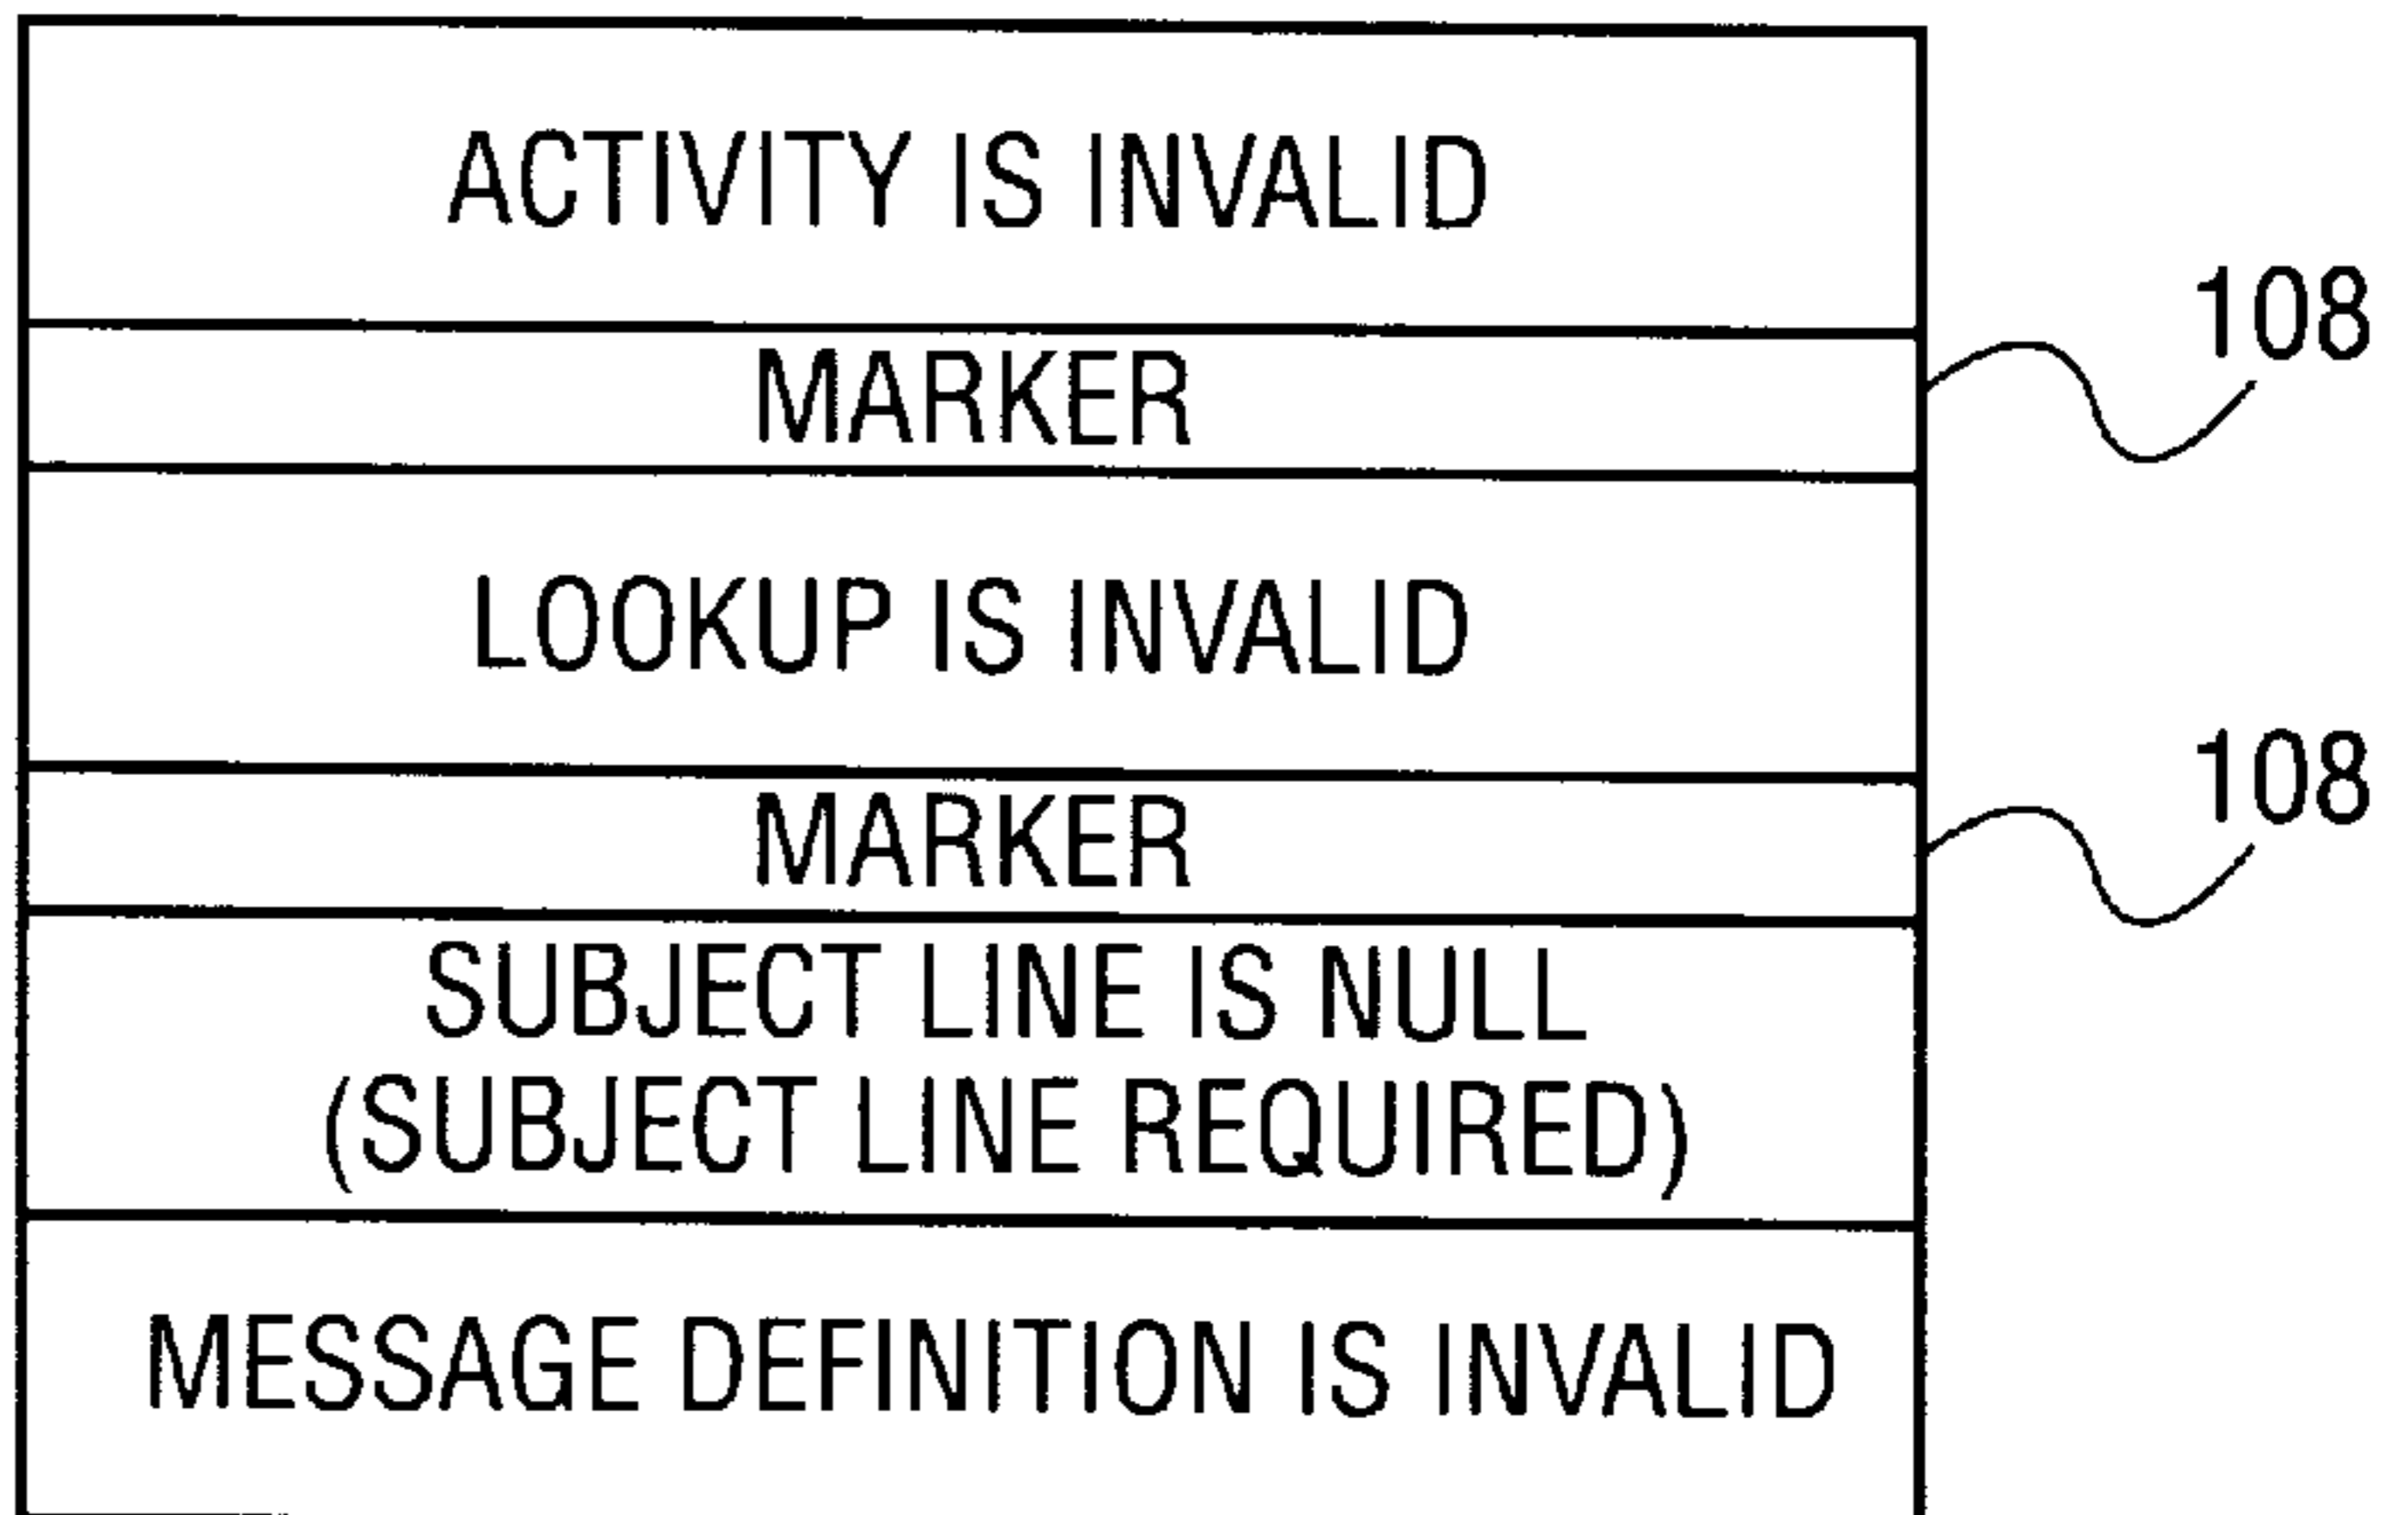 ACTIVITY IS INVALID
108
MARKER
LOOKUP IS INVALID
108
MARKER
SUBJECT LINE IS NULL
(SUBJECT LINE REQUIRED)
MESSAGE DEFINITION IS INVALID